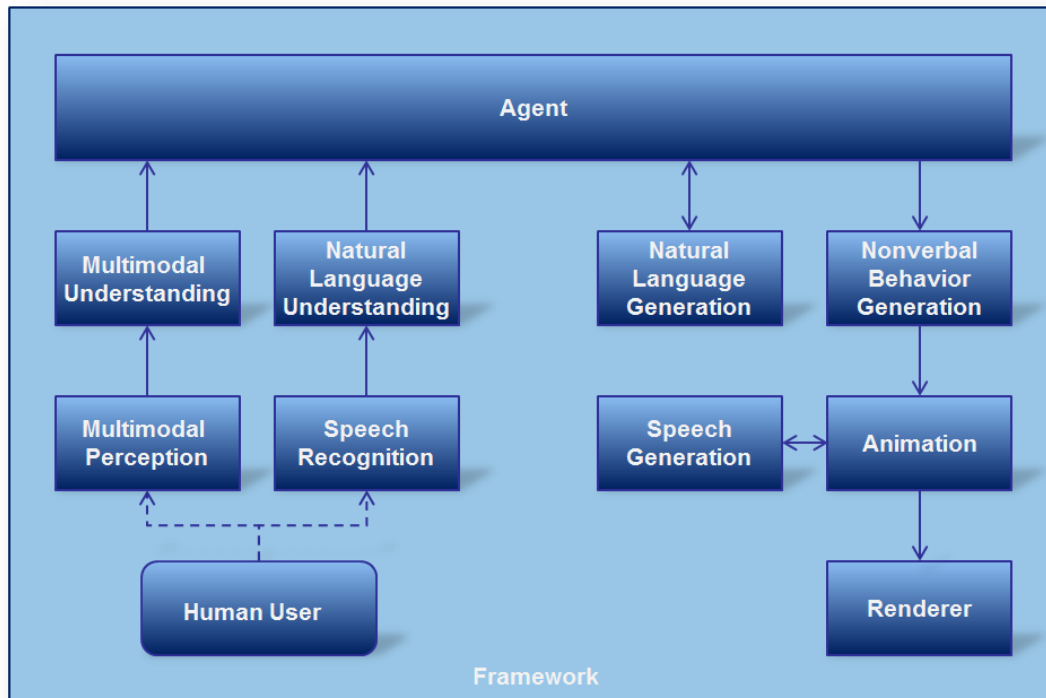 Agent
Multimodal
Understanding
Natural
Language
Understanding
Natural
Language
Generation
Nonverbal
Behavior
Generation
Multimodal
Perception
Speech
Recognition
Speech
Generation
Animation
Human User
Renderer
Framework